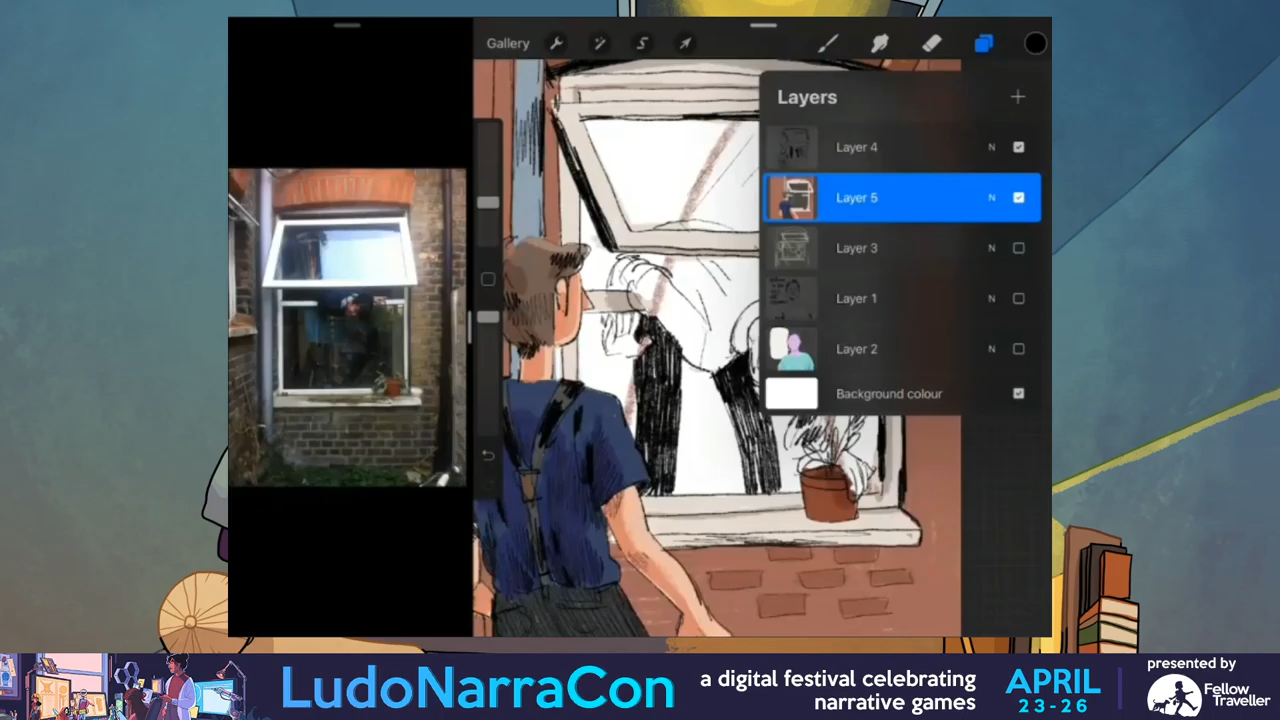 Gallery
Layers
Layer 4
N
Layer 5
N
Layer 3
N
Layer 1
N
Layer 2
N
Background colour
LudoNarraCon
a digital festival celebrating
narrative games
APRIL
23-26
presented by
Fellow
Traveller